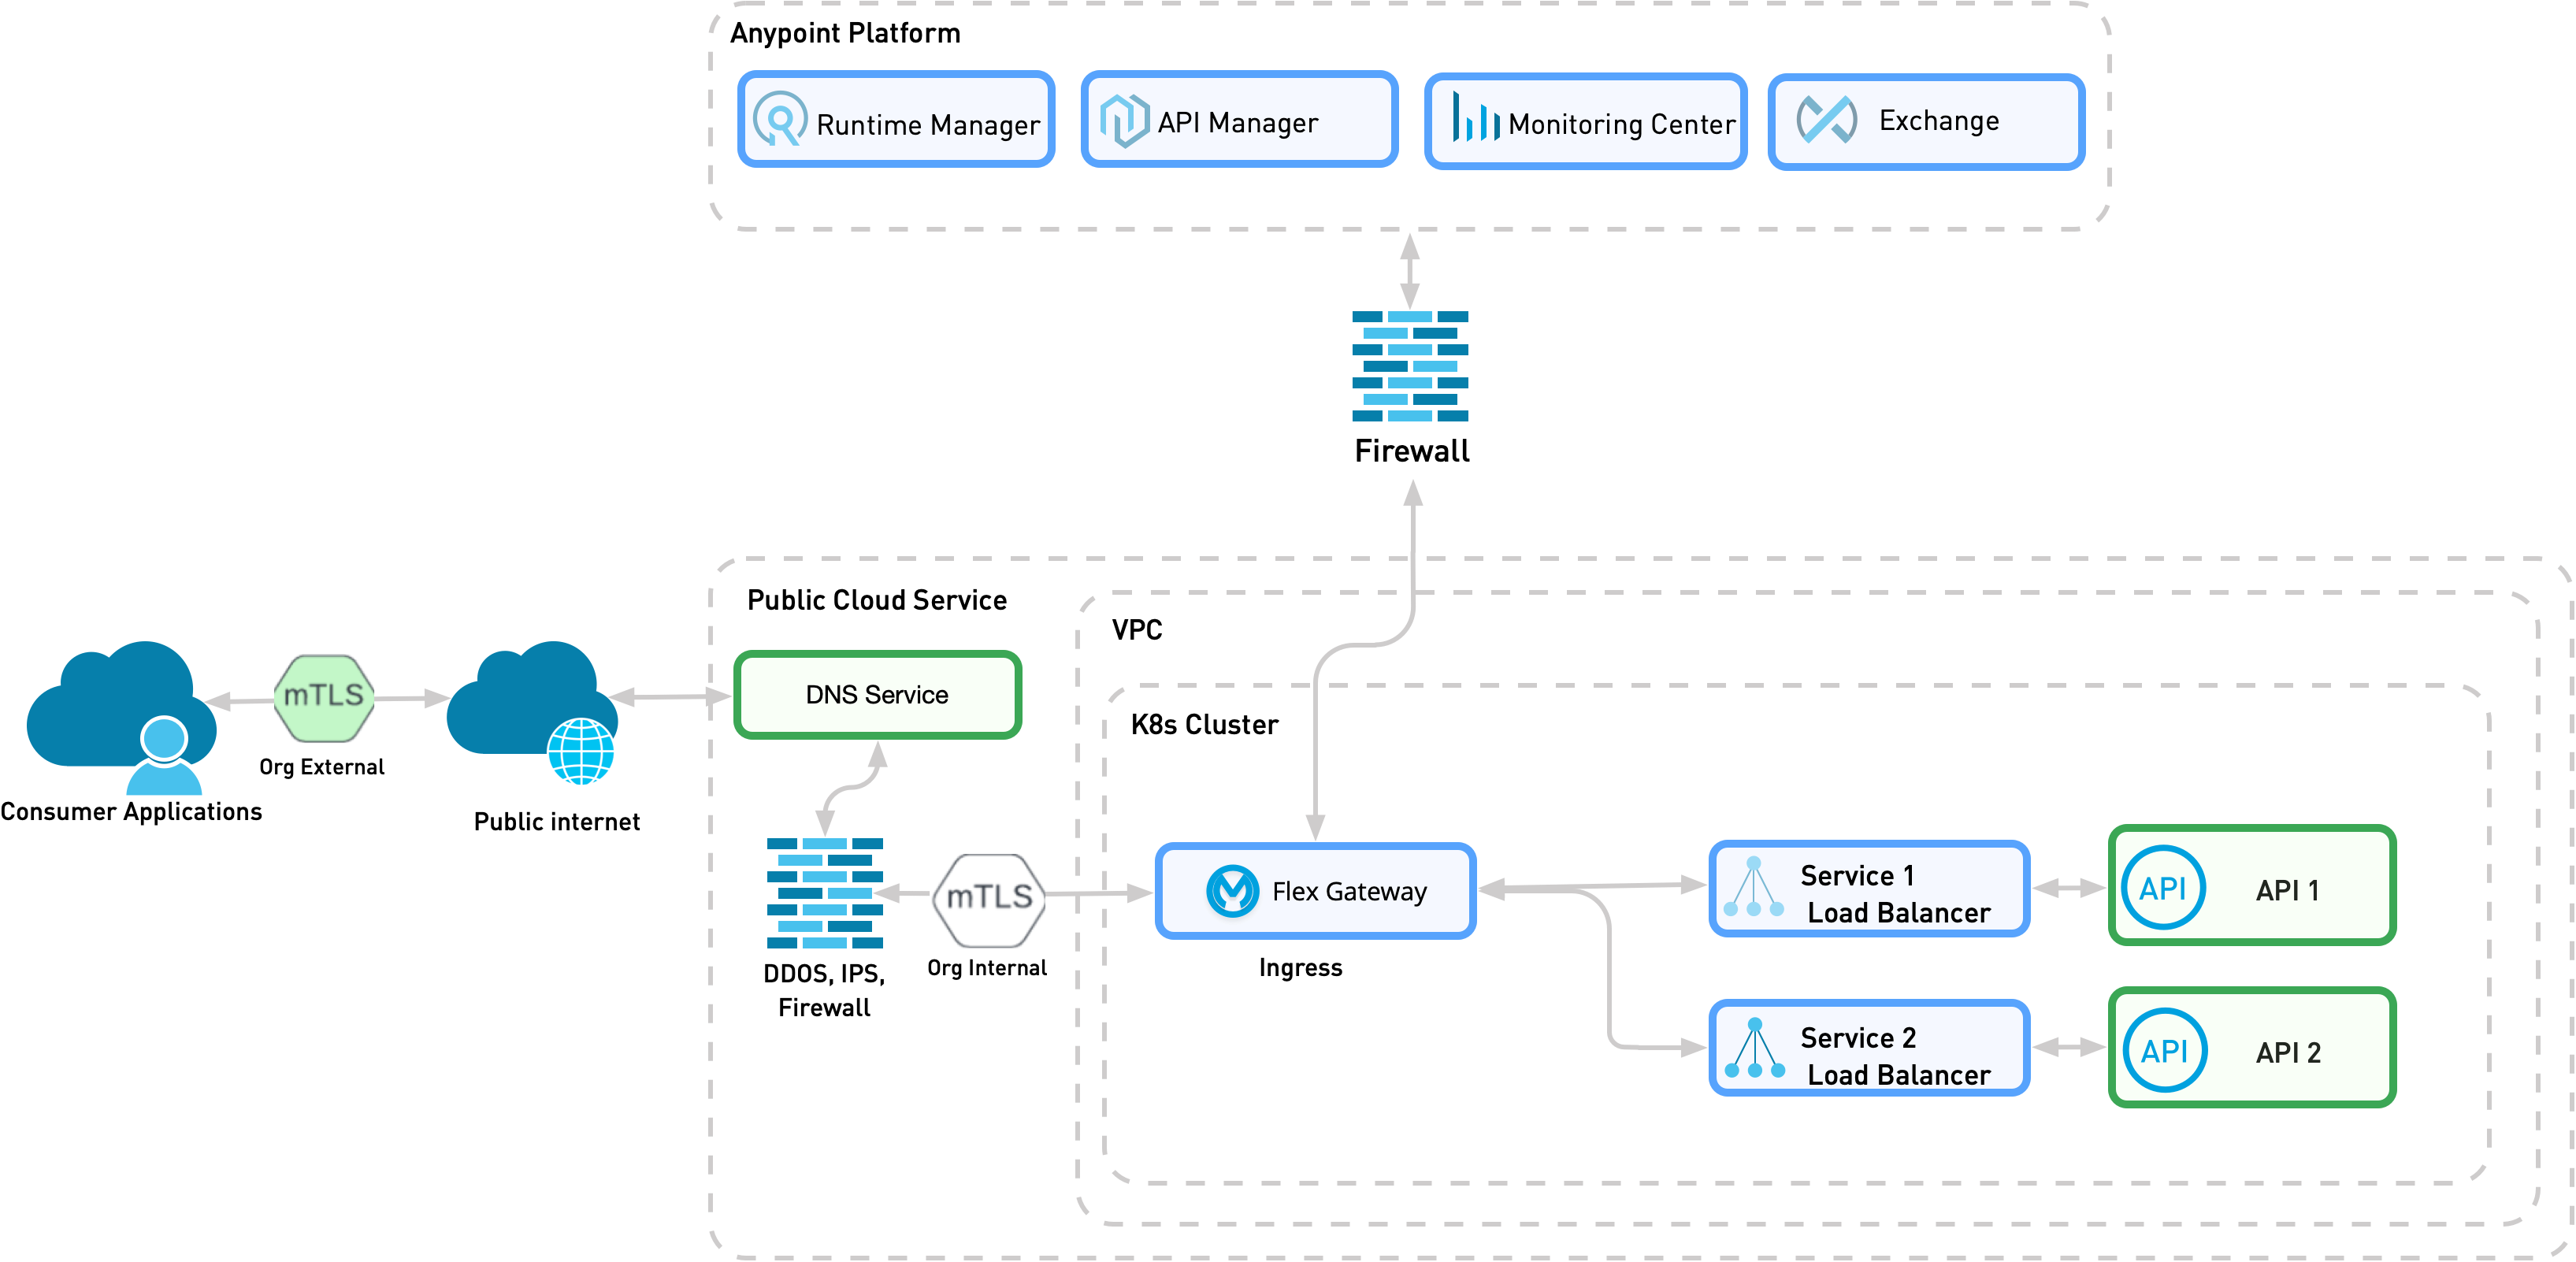 Anypoint Platform
Runtime Manager
API Manager
Monitoring Center
Exchange
Firewall
Public Cloud Service
VPC
DNS Service
mTLS
Org External
K8s Cluster
Consumer Applications
Public internet
mTLS
Org Internal
DDOS, IPS,
Firewall
Flex Gateway
Ingress
Service 1
Load Balancer
API
API 1
Service 2
Load Balancer
API
API 2